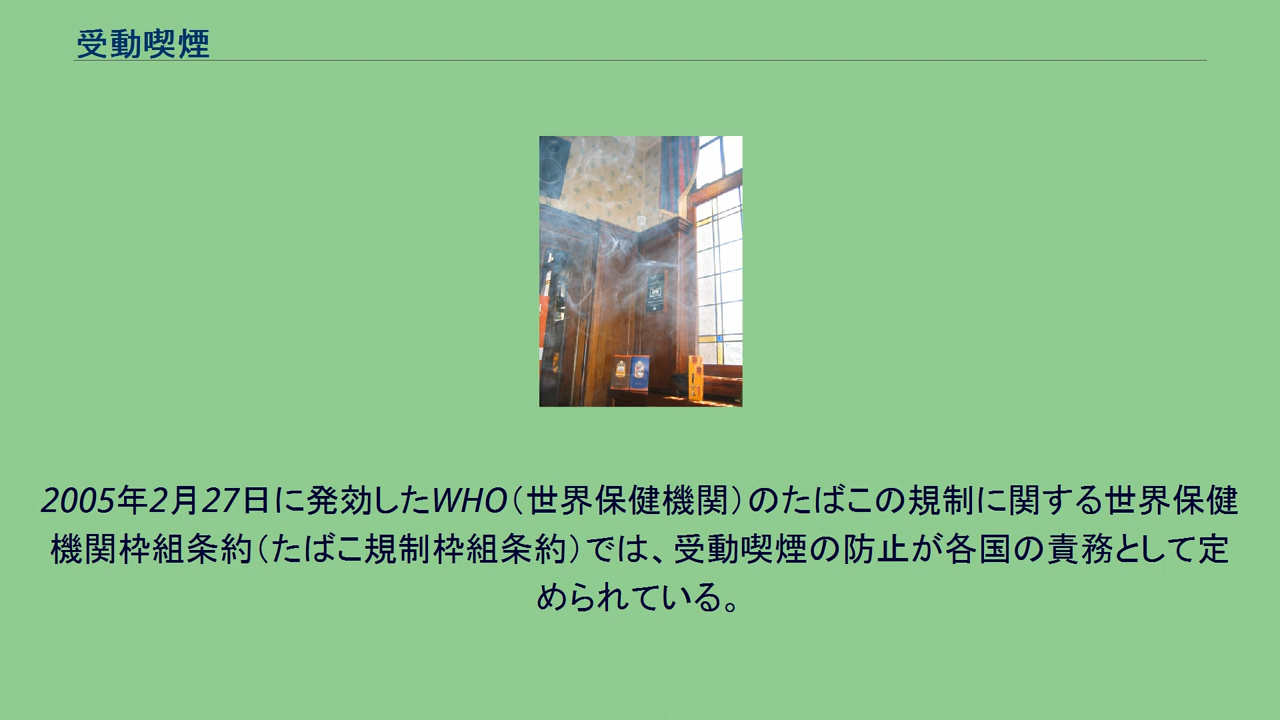 受動喫煙
2005年2月27日に発効したWHO（世界保健機関）のたばこの規制に関する世界保健
機関枠組条約（たばこ規制枠組条約）では、受動喫煙の防止が各国の責務として定
められている。